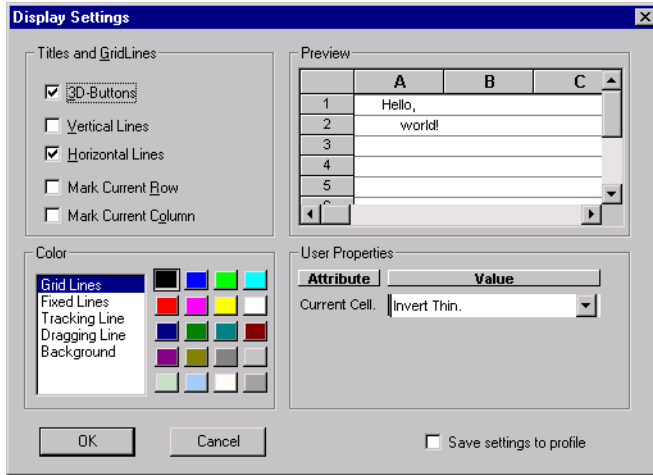 Display Settings
Titles and GridLines
3D-Buttons
Vertical Lines
Horizontal Lines
Mark Current Row
Mark Current Column
Preview
A B C
1 Hello,
2 world!
3
4
5
Color
Grid Lines
Fixed Lines
Tracking Line
Dragging Line
Background
User Properties
Attribute Value
Current Cell. Invert Thin.
OK Cancel
Save settings to profile